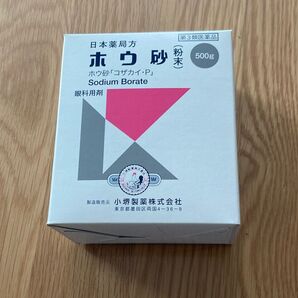 第3類医薬品
日本薬局方
ホウ砂(粉末)
500g
ホウ砂「コザカイ・P」
Sodium Borate
眼科用剤
製造販売元 小堺製薬株式会社
東京都墨田区両国4-36-8